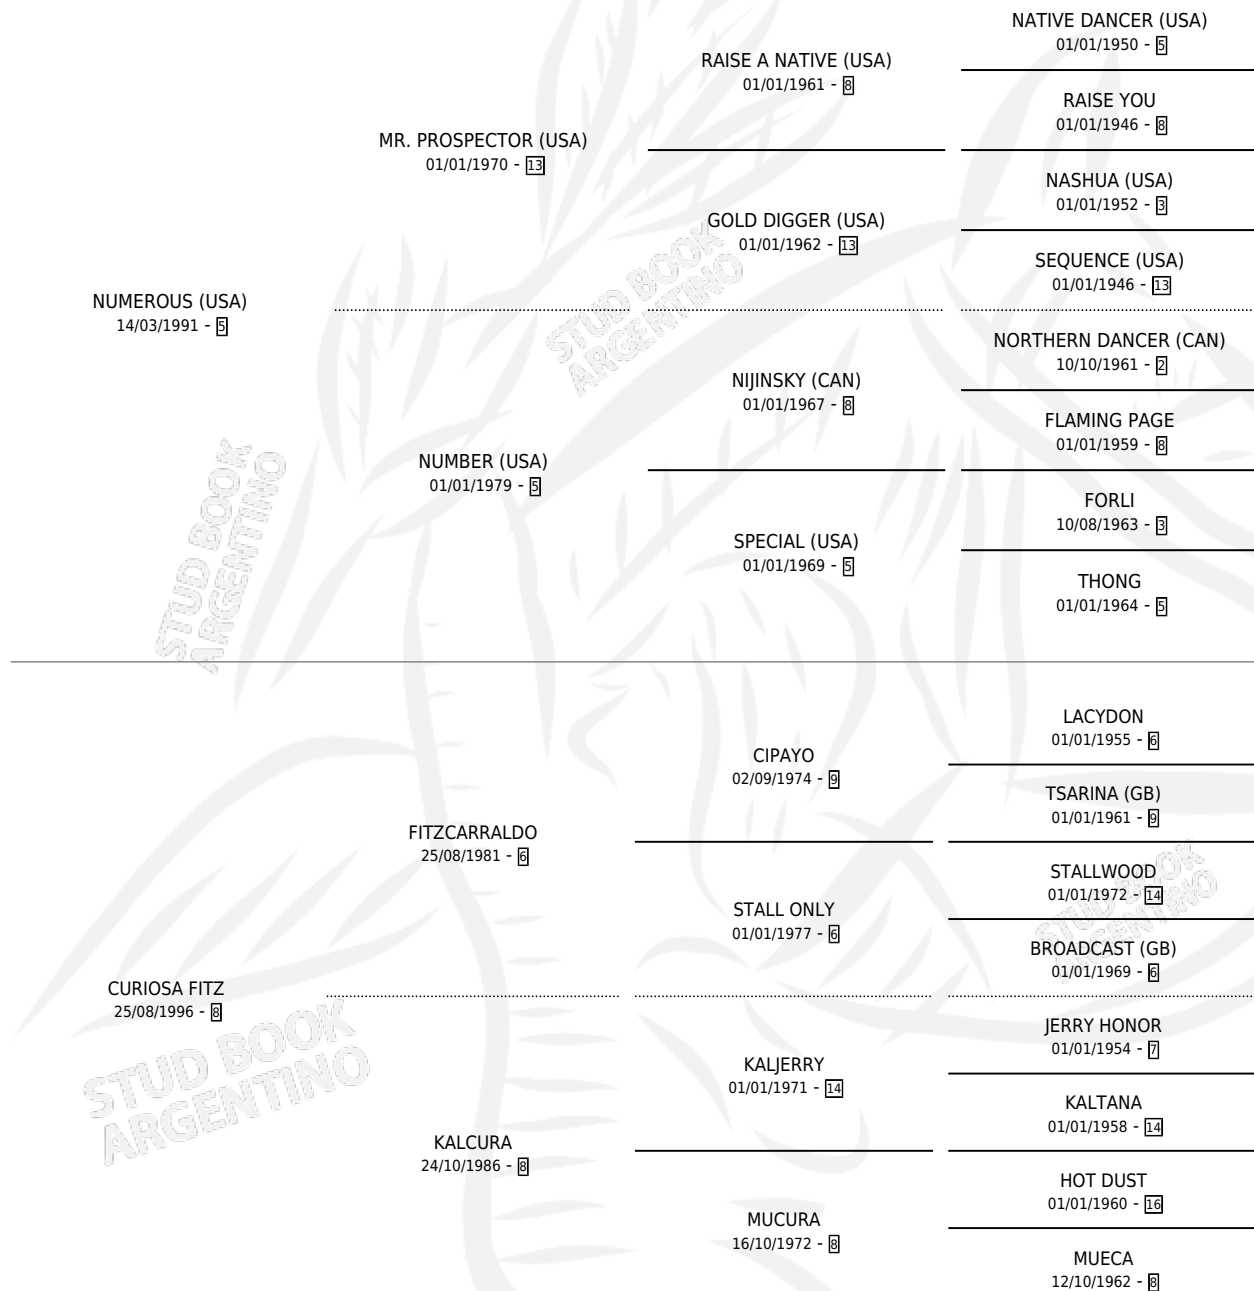 NATIVE DANCER (USA)
01/01/1950 - 5
RAISE A NATIVE (USA)
01/01/1961 - 8
RAISE YOU
01/01/1946 - 8
MR. PROSPECTOR (USA)
01/01/1970 - 13
NASHUA (USA)
01/01/1952 - 3
GOLD DIGGER (USA)
01/01/1962 - 13
SEQUENCE (USA)
01/01/1946 - 13
NUMEROUS (USA)
14/03/1991 - 5
STUD BOOK
ARGENTINO
NORTHERN DANCER (CAN)
10/10/1961 - 2
NIJINSKY (CAN)
01/01/1967 - 8
FLAMING PAGE
01/01/1959 - 8
NUMBER (USA)
01/01/1979 - 5
FORLI
10/08/1963 - 3
SPECIAL (USA)
01/01/1969 - 5
THONG
01/01/1964 - 5
STUD BOOK
ARGENTINO
LACYDON
01/01/1955 - 6
CIPAYO
02/09/1974 - 9
TSARINA (GB)
01/01/1961 - 9
FITZCARRALDO
25/08/1981 - 6
STALLWOOD
01/01/1972 - 14
STUD BOOK
ARGENTINO
STALL ONLY
01/01/1977 - 6
BROADCAST (GB)
01/01/1969 - 6
CURIOSA FITZ
25/08/1996 - 8
JERRY HONOR
01/01/1954 - 7
KALJERRY
01/01/1971 - 14
KALTANA
01/01/1958 - 14
STUD BOOK
ARGENTINO
KALCURA
24/10/1986 - 8
HOT DUST
01/01/1960 - 16
MUCURA
16/10/1972 - 8
MUECA
12/10/1962 - 8